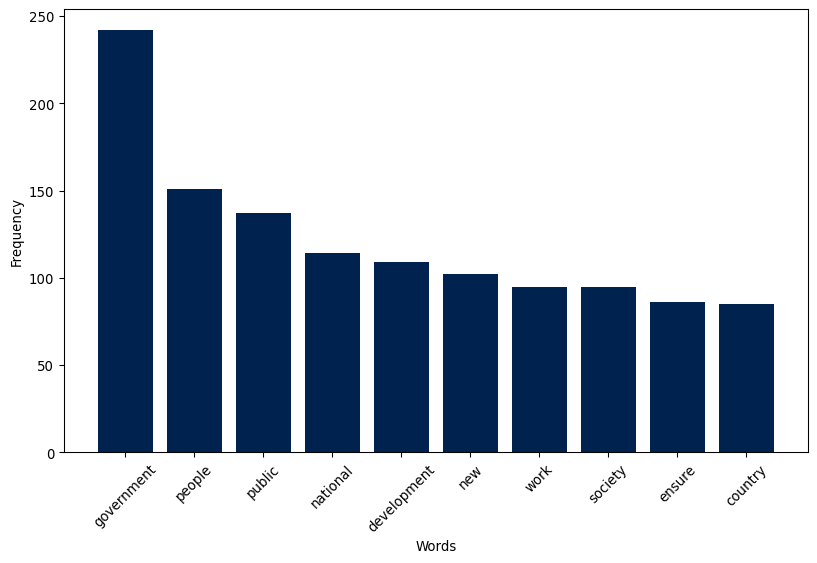 250
200
150
100
50
0
Frequency
government
people
public
national
development
new
work
society
ensure
country
Words